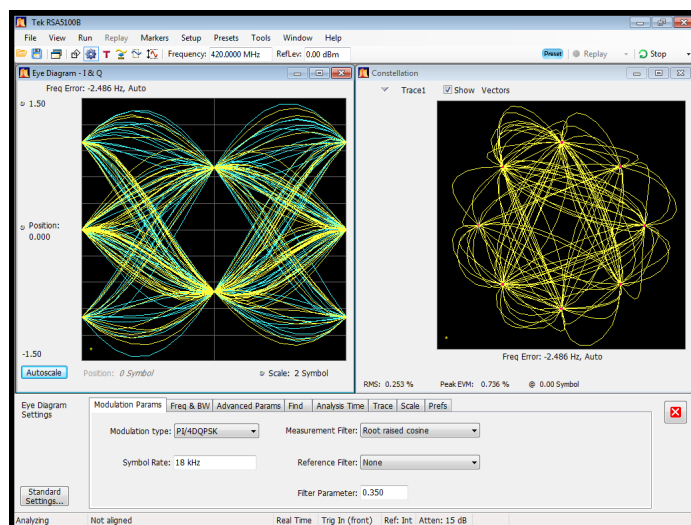 Tek RSA5100B
File View Run Replay Markers Setup Presets Tools Window Help
T Frequency: 420.0000 MHz RefLev: 0.00 dBm Preset Replay Stop
Eye Diagram - I & Q
Freq Error: -2.486 Hz, Auto
1.50
Position:
0.000
-1.50
Autoscale Position: 0 Symbol Scale: 2 Symbol
Constellation
Trace1 Show Vectors
Freq Error: -2.486 Hz, Auto
RMS: 0.253 % Peak EVM: 0.736 % @ 0.00 Symbol
Eye Diagram
Settings
Modulation Params Freq & BW Advanced Params Find Analysis Time Trace Scale Prefs
Modulation type: PI/4DQPSK Measurement Filter: Root raised cosine
Symbol Rate: 18 kHz Reference Filter: None
Filter Parameter: 0.350
Standard
Settings...
Analyzing Not aligned Real Time Trig In (front) Ref: Int Atten: 15 dB